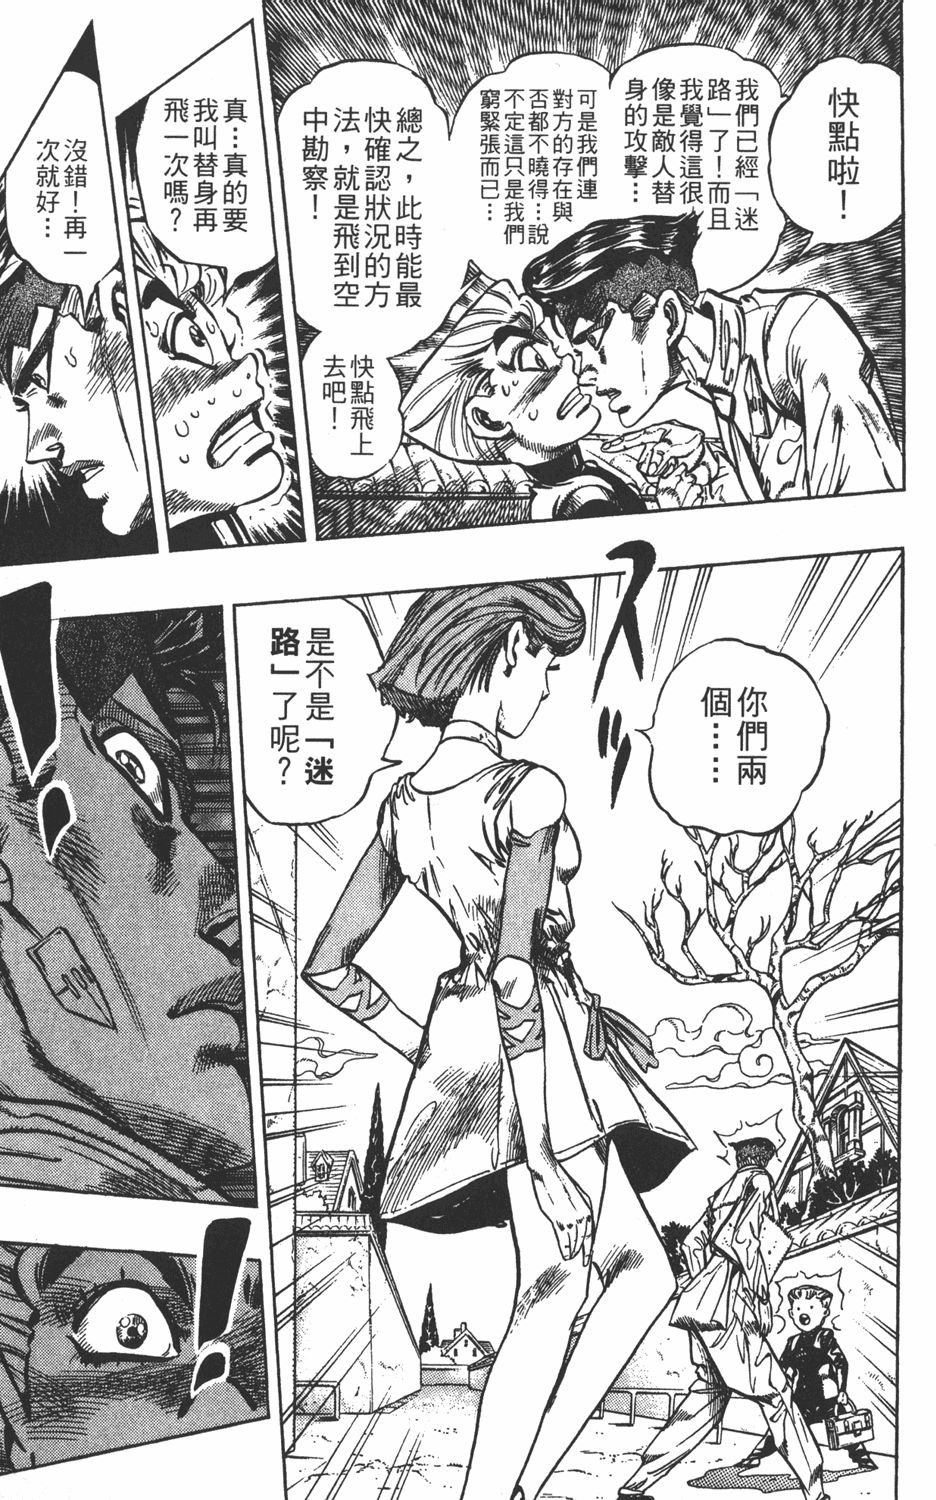 快點啦！
我們已經「迷
路」了！而且
我覺得這很
像是敵人替
身的攻擊…
可是我們連
對方的存在與
否都不曉得…說
不定這只是我們
窮緊張而已…
總之，此時能最
快確認狀況的方
法，就是飛到空
中勘察！
快點飛上
去吧！
真…真的要
我叫替身再
飛一次嗎？
沒錯！再一
次就好…
スッ
你們兩
個……
是不是「迷
路」了呢？
！
！